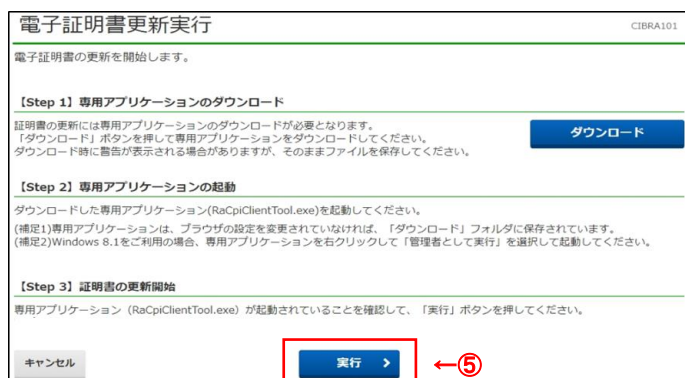 電子証明書更新実行
CIBRA101
電子証明書の更新を開始します。
【Step 1】専用アプリケーションのダウンロード
証明書の更新には専用アプリケーションのダウンロードが必要となります。
「ダウンロード」ボタンを押して専用アプリケーションをダウンロードしてください。
ダウンロード時に警告が表示される場合がありますが、そのままファイルを保存してください。
ダウンロード
【Step 2】専用アプリケーションの起動
ダウンロードした専用アプリケーション(RaCpiClientTool.exe)を起動してください。
(補足1)専用アプリケーションは、ブラウザの設定を変更されていなければ、「ダウンロード」フォルダに保存されています。
(補足2)Windows 8.1をご利用の場合、専用アプリケーションを右クリックして「管理者として実行」を選択して起動してください。
【Step 3】証明書の更新開始
専用アプリケーション（RaCpiClientTool.exe）が起動されていることを確認して、「実行」ボタンを押してください。
キャンセル
実行 >
←⑤